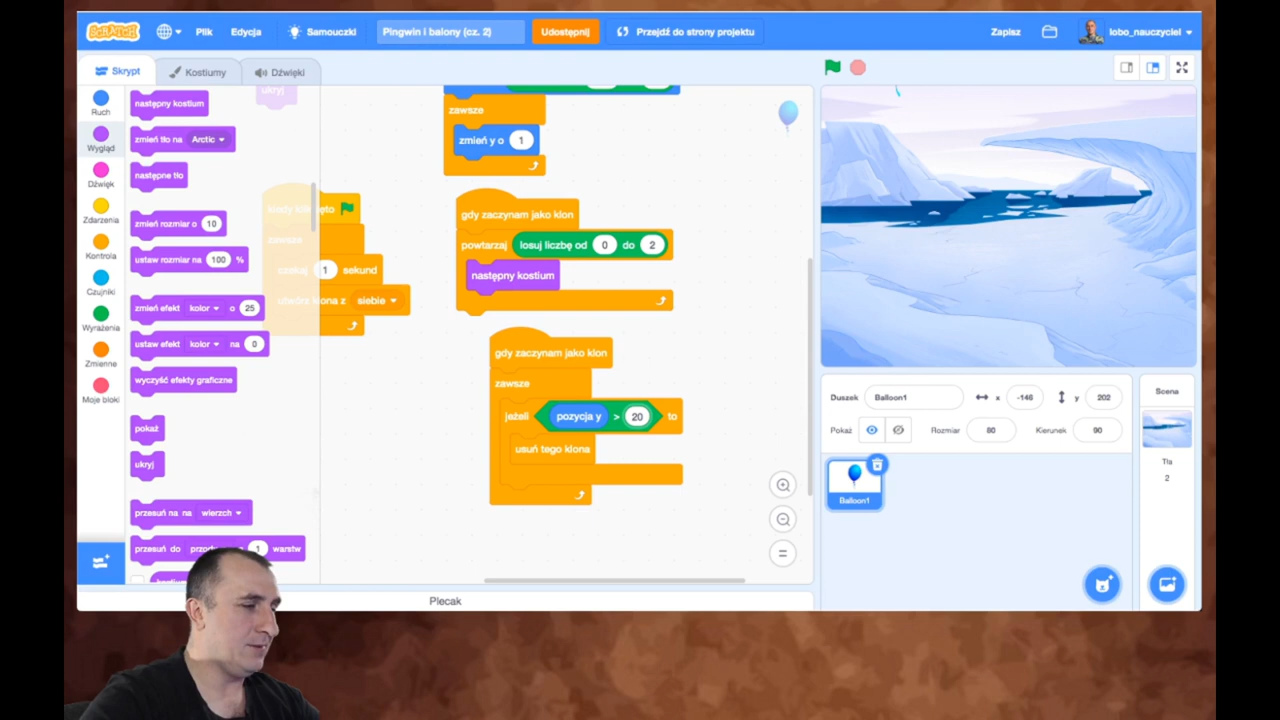 SCRATCH
Plik
Edycja
Samouczki
Pingwin i balony (cz. 2)
Udostępnij
Przejdź do strony projektu
Zapisz
lobo_nauczyciel
Skrypt
Kostiumy
Dźwięki
Ruch
Wygląd
Dźwięk
Zdarzenia
Kontrola
Czujniki
Wyrażenia
Zmienne
Moje bloki
następny kostium
zmień tło na Arctic
następne tło
zmień rozmiar o 10
ustaw rozmiar na 100 %
zmień efekt kolor o 25
ustaw efekt kolor na 0
wyczyść efekty graficzne
pokaż
ukryj
przesuń na na wierzch
przesuń do 1 warstw
ukryj
zawsze
1 sekund
utwórz klona z siebie
zawsze
zmień y o 1
gdy zaczynam jako klon
powtarzaj losuj liczbę od 0 do 2
następny kostium
gdy zaczynam jako klon
zawsze
jeżeli pozycja y > 20 to
usuń tego klona
Plecak
Duszek Balloon1 x -146 y 202
Pokaż Rozmiar 80 Kierunek 90
Balloon1
Scena
Tła
2